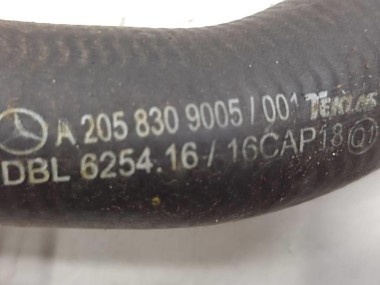 A 205 830 9005 / 001 TEKLAS
DBL 6254.16 / 16CAP18 Q1